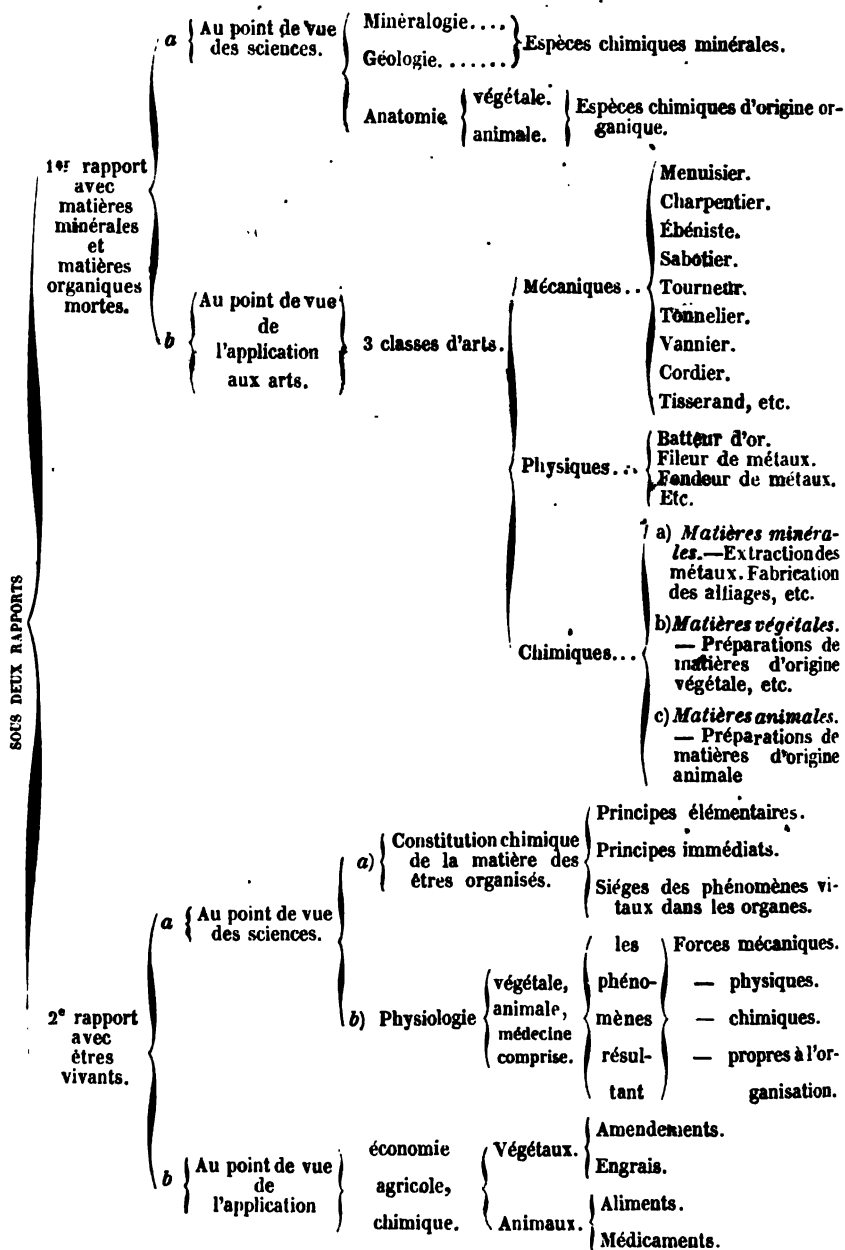 SOUS DEUX RAPPORTS
1er rapport
avec
matières
minérales
et
matières
organiques
mortes.
a
Au point de vue
des sciences.
Minéralogie....
Géologie.......
Espèces chimiques minérales.
Anatomie
végétale.
animale.
Espèces chimiques d'origine or-
ganique.
b
Au point de vue
de
l'application
aux arts.
3 classes d'arts.
Mécaniques..
Menuisier.
Charpentier.
Ébéniste.
Sabotier.
Tourneur.
Tonnelier.
Vannier.
Cordier.
Tisserand, etc.
Physiques...
Batteur d'or.
Fileur de métaux.
Fondeur de métaux.
Etc.
Chimiques...
a) Matières minéra-
les.—Extraction des
métaux. Fabrication
des alliages, etc.
b) Matières végétales.
— Préparations de
matières d'origine
végétale, etc.
c) Matières animales.
— Préparations de
matières d'origine
animale
2e rapport
avec
êtres
vivants.
a
Au point de vue
des sciences.
a)
Constitution chimique
de la matière des
êtres organisés.
Principes élémentaires.
Principes immédiats.
Siéges des phénomènes vi-
taux dans les organes.
b) Physiologie
végétale,
animale,
médecine
comprise.
les
phéno-
mènes
résul-
tant
Forces mécaniques.
— physiques.
— chimiques.
— propres à l'or-
ganisation.
b
Au point de vue
de
l'application
économie
agricole,
chimique.
Végétaux.
Amendements.
Engrais.
Animaux.
Aliments.
Médicaments.